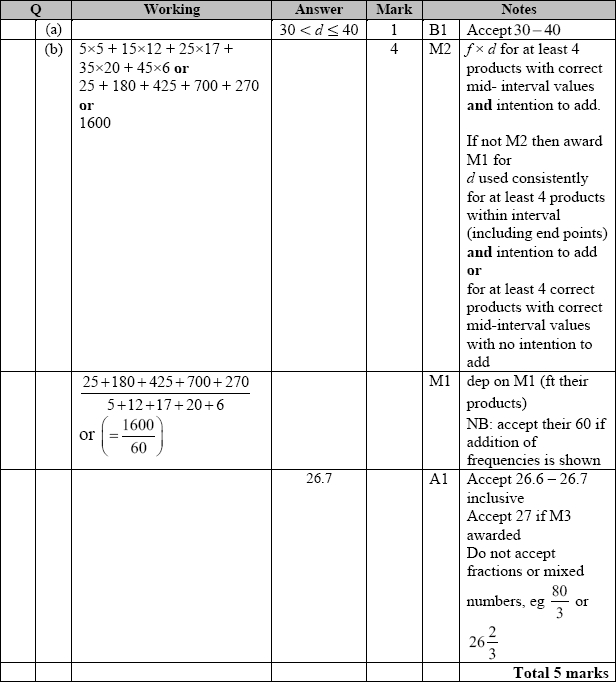 Q Working Answer Mark Notes
(a) 30 < d ≤ 40 1 B1 Accept 30 – 40
(b) 5×5 + 15×12 + 25×17 +
35×20 + 45×6 or
25 + 180 + 425 + 700 + 270
or
1600
4 M2 f × d for at least 4
products with correct
mid- interval values
and intention to add.
If not M2 then award
M1 for
d used consistently
for at least 4 products
within interval
(including end points)
and intention to add
or
for at least 4 correct
products with correct
mid-interval values
with no intention to
add
25+180+425+700+270
5+12+17+20+6
or (= 1600/60)
M1 dep on M1 (ft their
products)
NB: accept their 60 if
addition of
frequencies is shown
26.7 A1 Accept 26.6 – 26.7
inclusive
Accept 27 if M3
awarded
Do not accept
fractions or mixed
numbers, eg 80/3 or
26 2/3
Total 5 marks